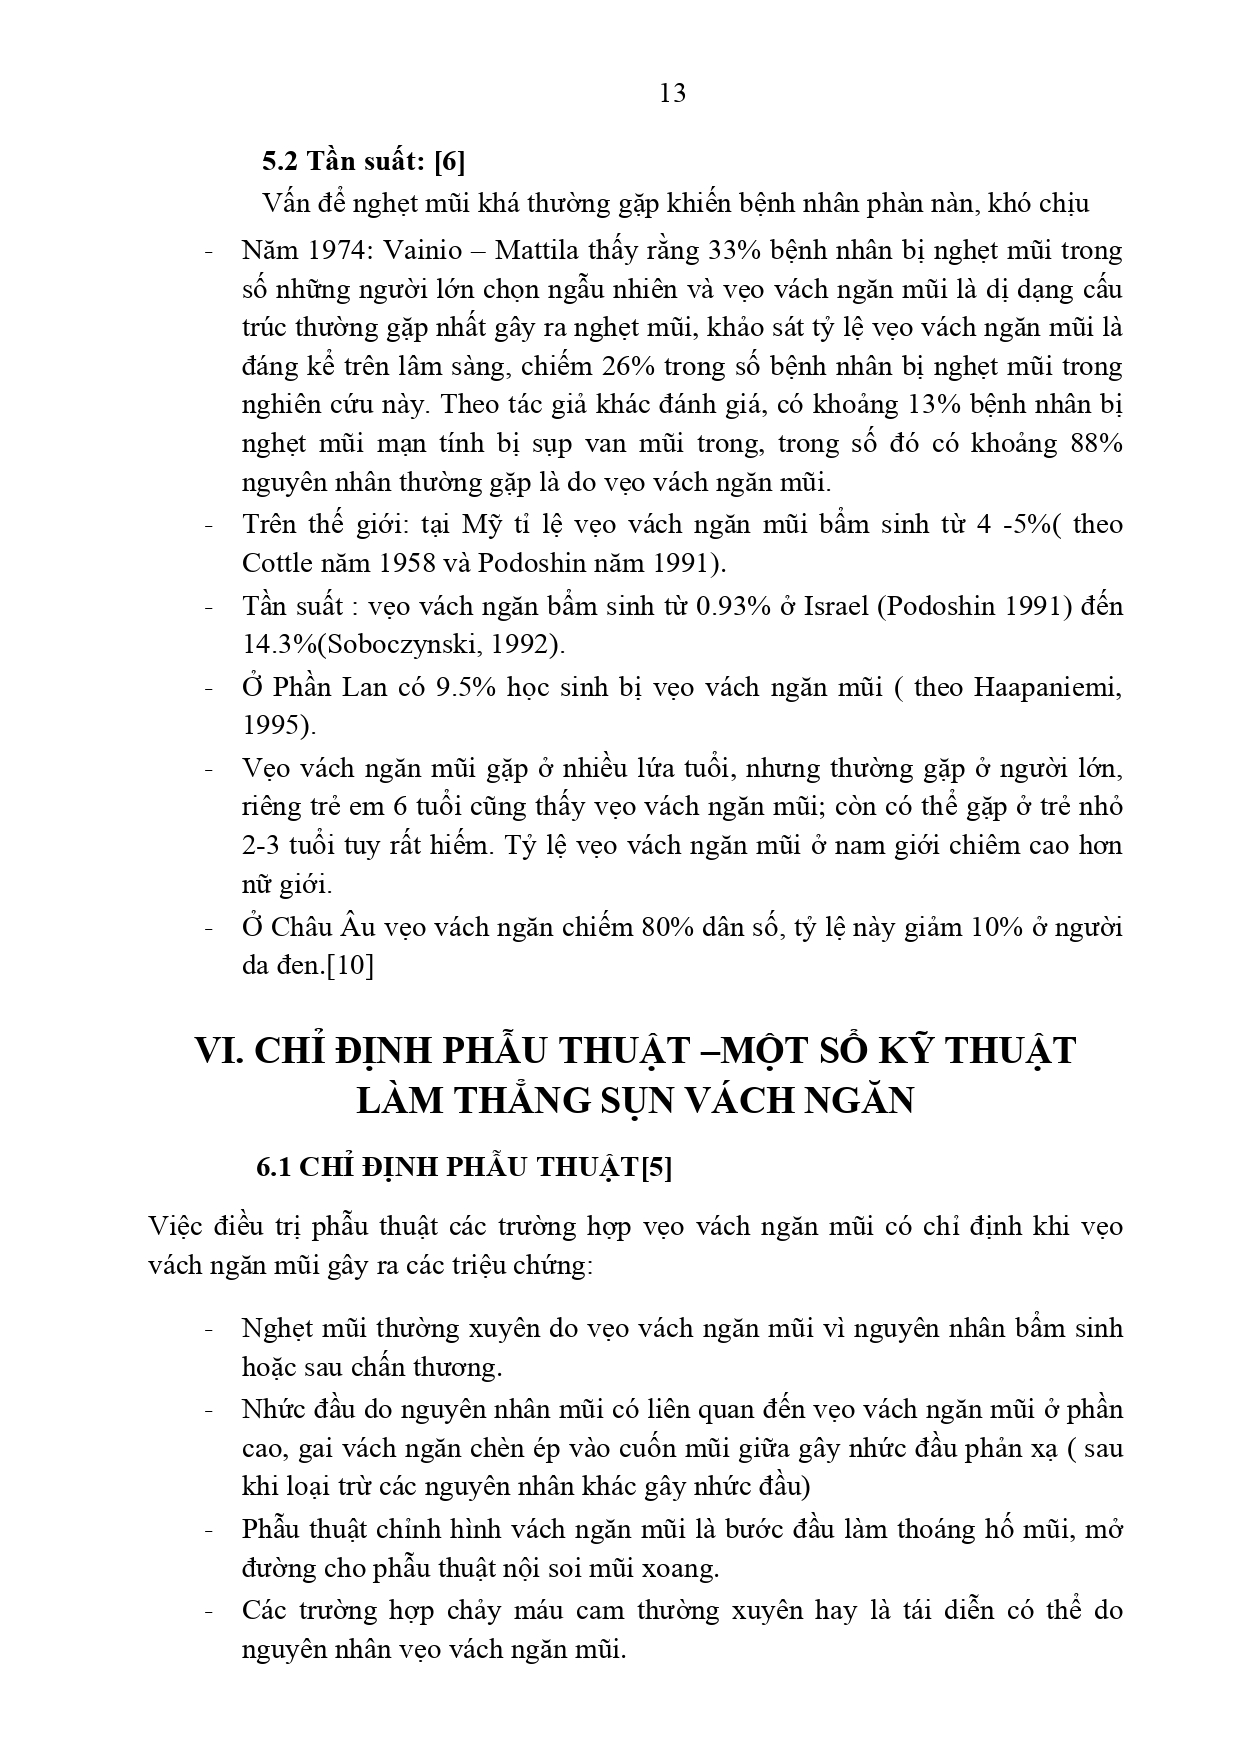 13
5.2 Tần suất: [6]
Vấn để nghẹt mũi khá thường gặp khiến bệnh nhân phàn nàn, khó chịu
- Năm 1974: Vainio – Mattila thấy rằng 33% bệnh nhân bị nghẹt mũi trong
số những người lớn chọn ngẫu nhiên và vẹo vách ngăn mũi là dị dạng cấu
trúc thường gặp nhất gây ra nghẹt mũi, khảo sát tỷ lệ vẹo vách ngăn mũi là
đáng kể trên lâm sàng, chiếm 26% trong số bệnh nhân bị nghẹt mũi trong
nghiên cứu này. Theo tác giả khác đánh giá, có khoảng 13% bệnh nhân bị
nghẹt mũi mạn tính bị sụp van mũi trong, trong số đó có khoảng 88%
nguyên nhân thường gặp là do vẹo vách ngăn mũi.
- Trên thế giới: tại Mỹ tỉ lệ vẹo vách ngăn mũi bẩm sinh từ 4 -5%( theo
Cottle năm 1958 và Podoshin năm 1991).
- Tần suất : vẹo vách ngăn bẩm sinh từ 0.93% ở Israel (Podoshin 1991) đến
14.3%(Soboczynski, 1992).
- Ở Phần Lan có 9.5% học sinh bị vẹo vách ngăn mũi ( theo Haapaniemi,
1995).
- Vẹo vách ngăn mũi gặp ở nhiều lứa tuổi, nhưng thường gặp ở người lớn,
riêng trẻ em 6 tuổi cũng thấy vẹo vách ngăn mũi; còn có thể gặp ở trẻ nhỏ
2-3 tuổi tuy rất hiếm. Tỷ lệ vẹo vách ngăn mũi ở nam giới chiêm cao hơn
nữ giới.
- Ở Châu Âu vẹo vách ngăn chiếm 80% dân số, tỷ lệ này giảm 10% ở người
da đen.[10]
VI. CHỈ ĐỊNH PHẪU THUẬT –MỘT SỔ KỸ THUẬT
LÀM THẲNG SỤN VÁCH NGĂN
6.1 CHỈ ĐỊNH PHẪU THUẬT[5]
Việc điều trị phẫu thuật các trường hợp vẹo vách ngăn mũi có chỉ định khi vẹo
vách ngăn mũi gây ra các triệu chứng:
- Nghẹt mũi thường xuyên do vẹo vách ngăn mũi vì nguyên nhân bẩm sinh
hoặc sau chấn thương.
- Nhức đầu do nguyên nhân mũi có liên quan đến vẹo vách ngăn mũi ở phần
cao, gai vách ngăn chèn ép vào cuốn mũi giữa gây nhức đầu phản xạ ( sau
khi loại trừ các nguyên nhân khác gây nhức đầu)
- Phẫu thuật chỉnh hình vách ngăn mũi là bước đầu làm thoáng hố mũi, mở
đường cho phẫu thuật nội soi mũi xoang.
- Các trường hợp chảy máu cam thường xuyên hay là tái diễn có thể do
nguyên nhân vẹo vách ngăn mũi.